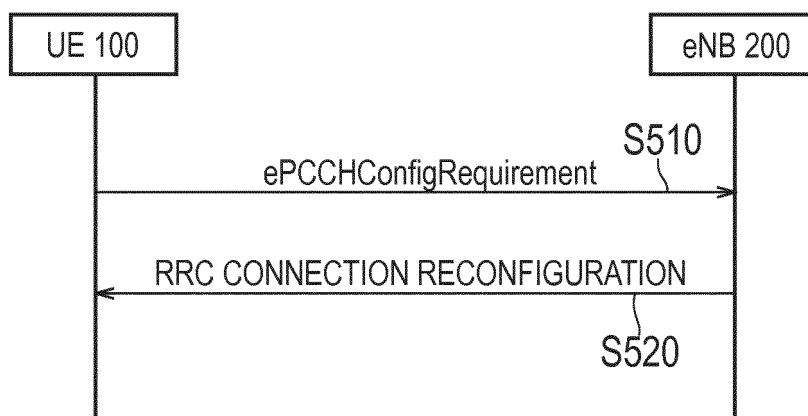 UE 100
eNB 200
S510
ePCCHConfigRequirement
RRC CONNECTION RECONFIGURATION
S520